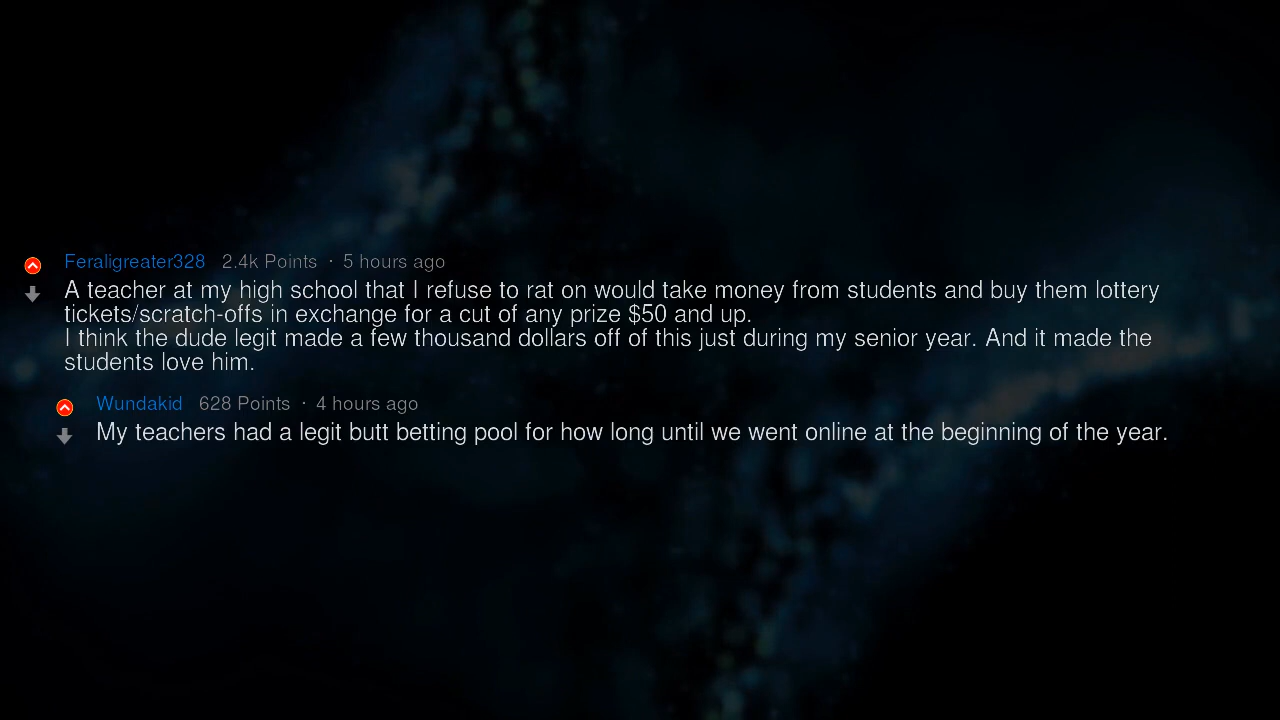 Feraligreater328 2.4k Points · 5 hours ago
A teacher at my high school that I refuse to rat on would take money from students and buy them lottery
tickets/scratch-offs in exchange for a cut of any prize $50 and up.
I think the dude legit made a few thousand dollars off of this just during my senior year. And it made the
students love him.
Wundakid 628 Points · 4 hours ago
My teachers had a legit butt betting pool for how long until we went online at the beginning of the year.